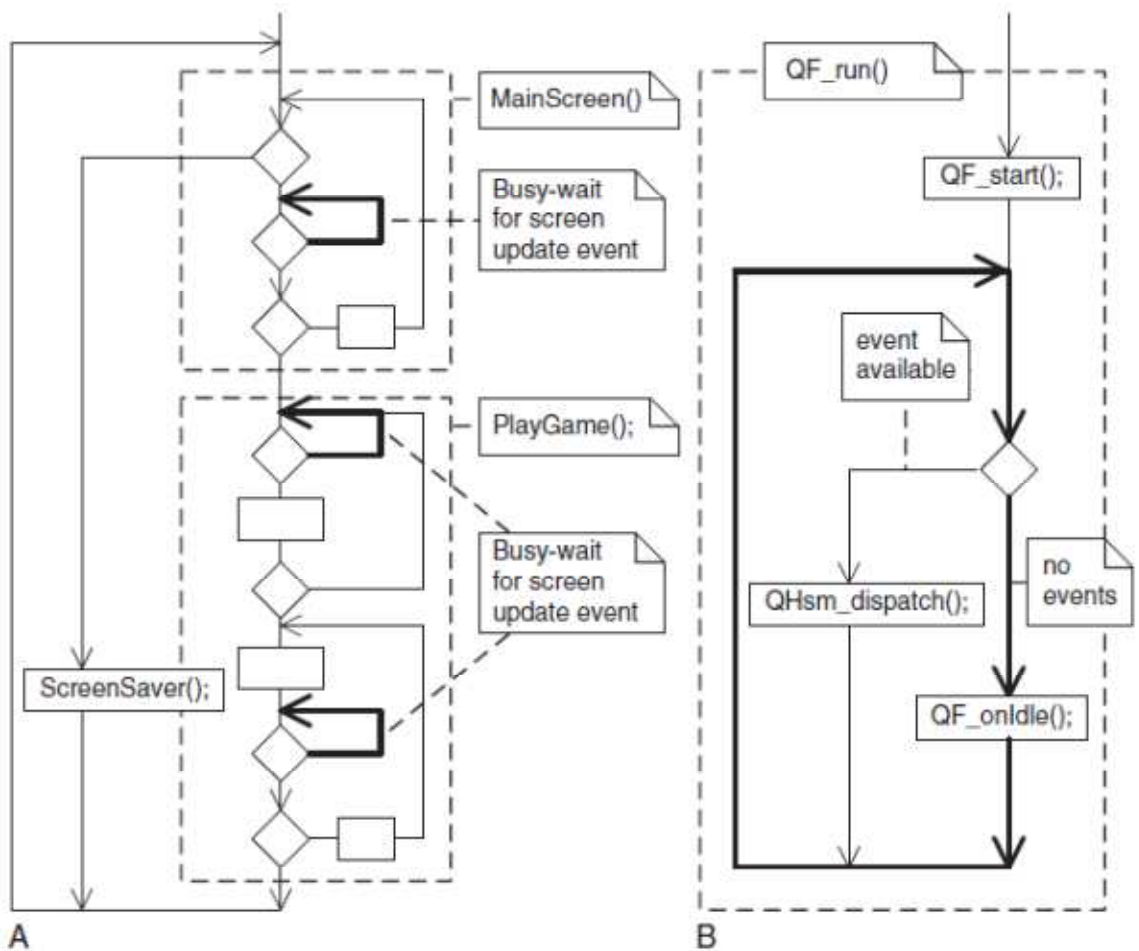 MainScreen()
Busy-wait
for screen
update event
PlayGame();
Busy-wait
for screen
update event
ScreenSaver();
A
QF_run()
QF_start();
event
available
QHsm_dispatch();
no
events
QF_onIdle();
B